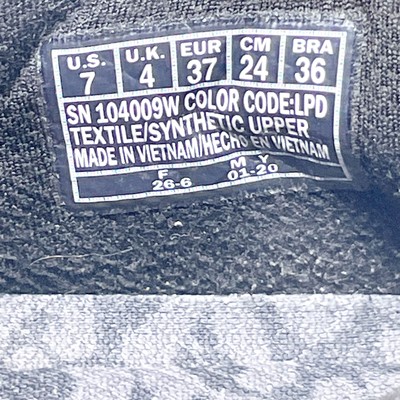 U.S. U.K. EUR CM BRA
7 4 37 24 36
SN 104009W COLOR CODE:LPD
TEXTILE/SYNTHETIC UPPER
MADE IN VIETNAM/HECHO EN VIETNAM
F M Y
26-6 01-20